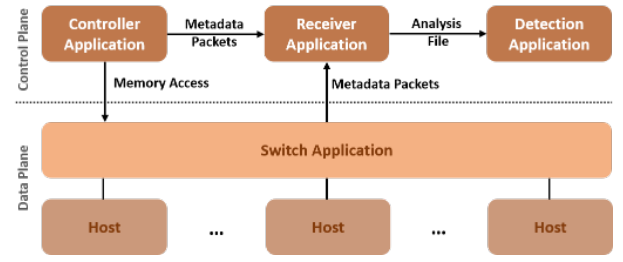 Control Plane
Controller
Application
Metadata
Packets
Receiver
Application
Analysis
File
Detection
Application
Memory Access
Metadata Packets
Data Plane
Switch Application
Host
...
Host
...
Host